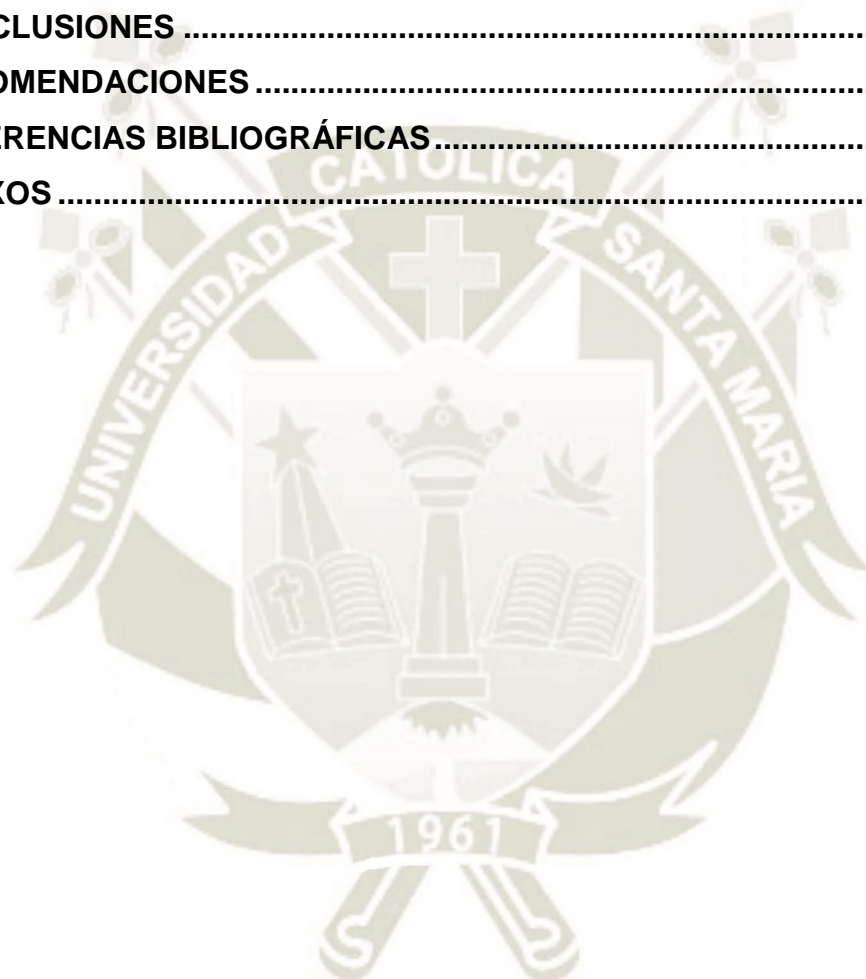 CLUSIONES ..........................................................................
OMENDACIONES ..................................................................
ERENCIAS BIBLIOGRÁFICAS ................................................
XOS ........................................................................................
CATOLICA
UNIVERSIDAD
SANTA MARIA
1961